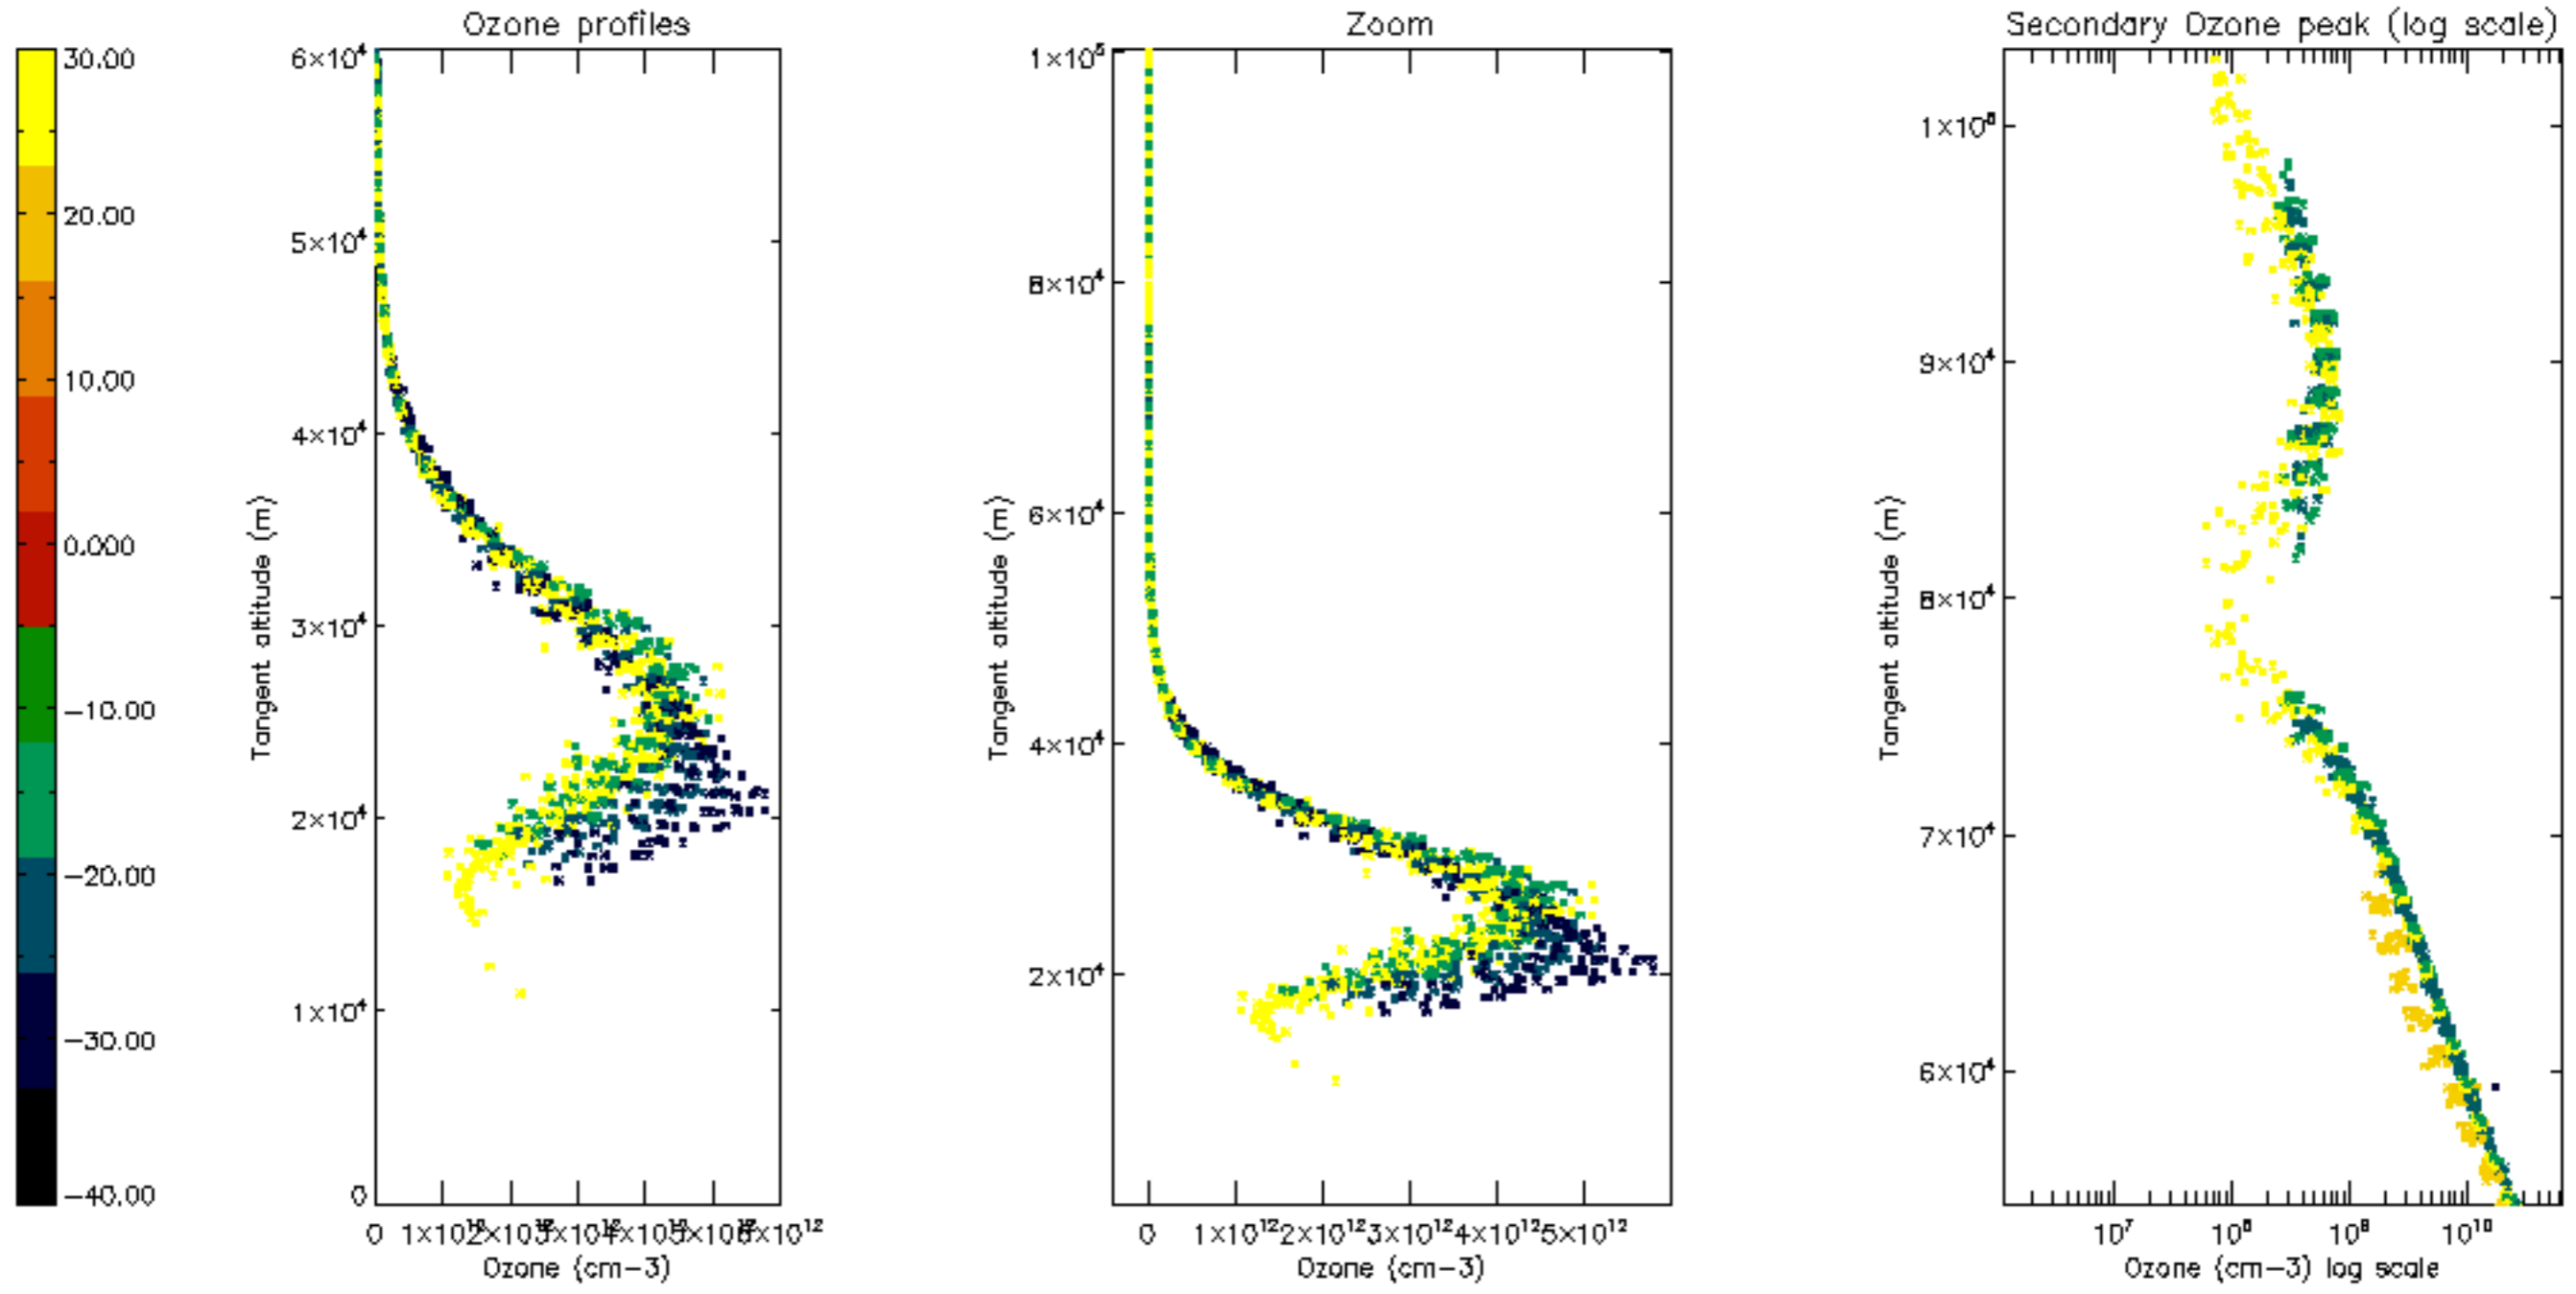 Ozone profiles
Zoom
Secondary Ozone peak (log scale)
30.00
20.00
10.00
0.000
−10.00
−20.00
−30.00
−40.00
Tangent altitude (m)
6×10⁴
5×10⁴
4×10⁴
3×10⁴
2×10⁴
1×10⁴
0
0
Ozone (cm−3)
Tangent altitude (m)
1×10⁵
8×10⁴
6×10⁴
4×10⁴
2×10⁴
0 1×10¹² 2×10¹² 3×10¹² 4×10¹² 5×10¹²
Ozone (cm−3)
Tangent altitude (m)
1×10⁵
9×10⁴
8×10⁴
7×10⁴
6×10⁴
10⁷ 10⁸ 10⁹ 10¹⁰
Ozone (cm−3) log scale